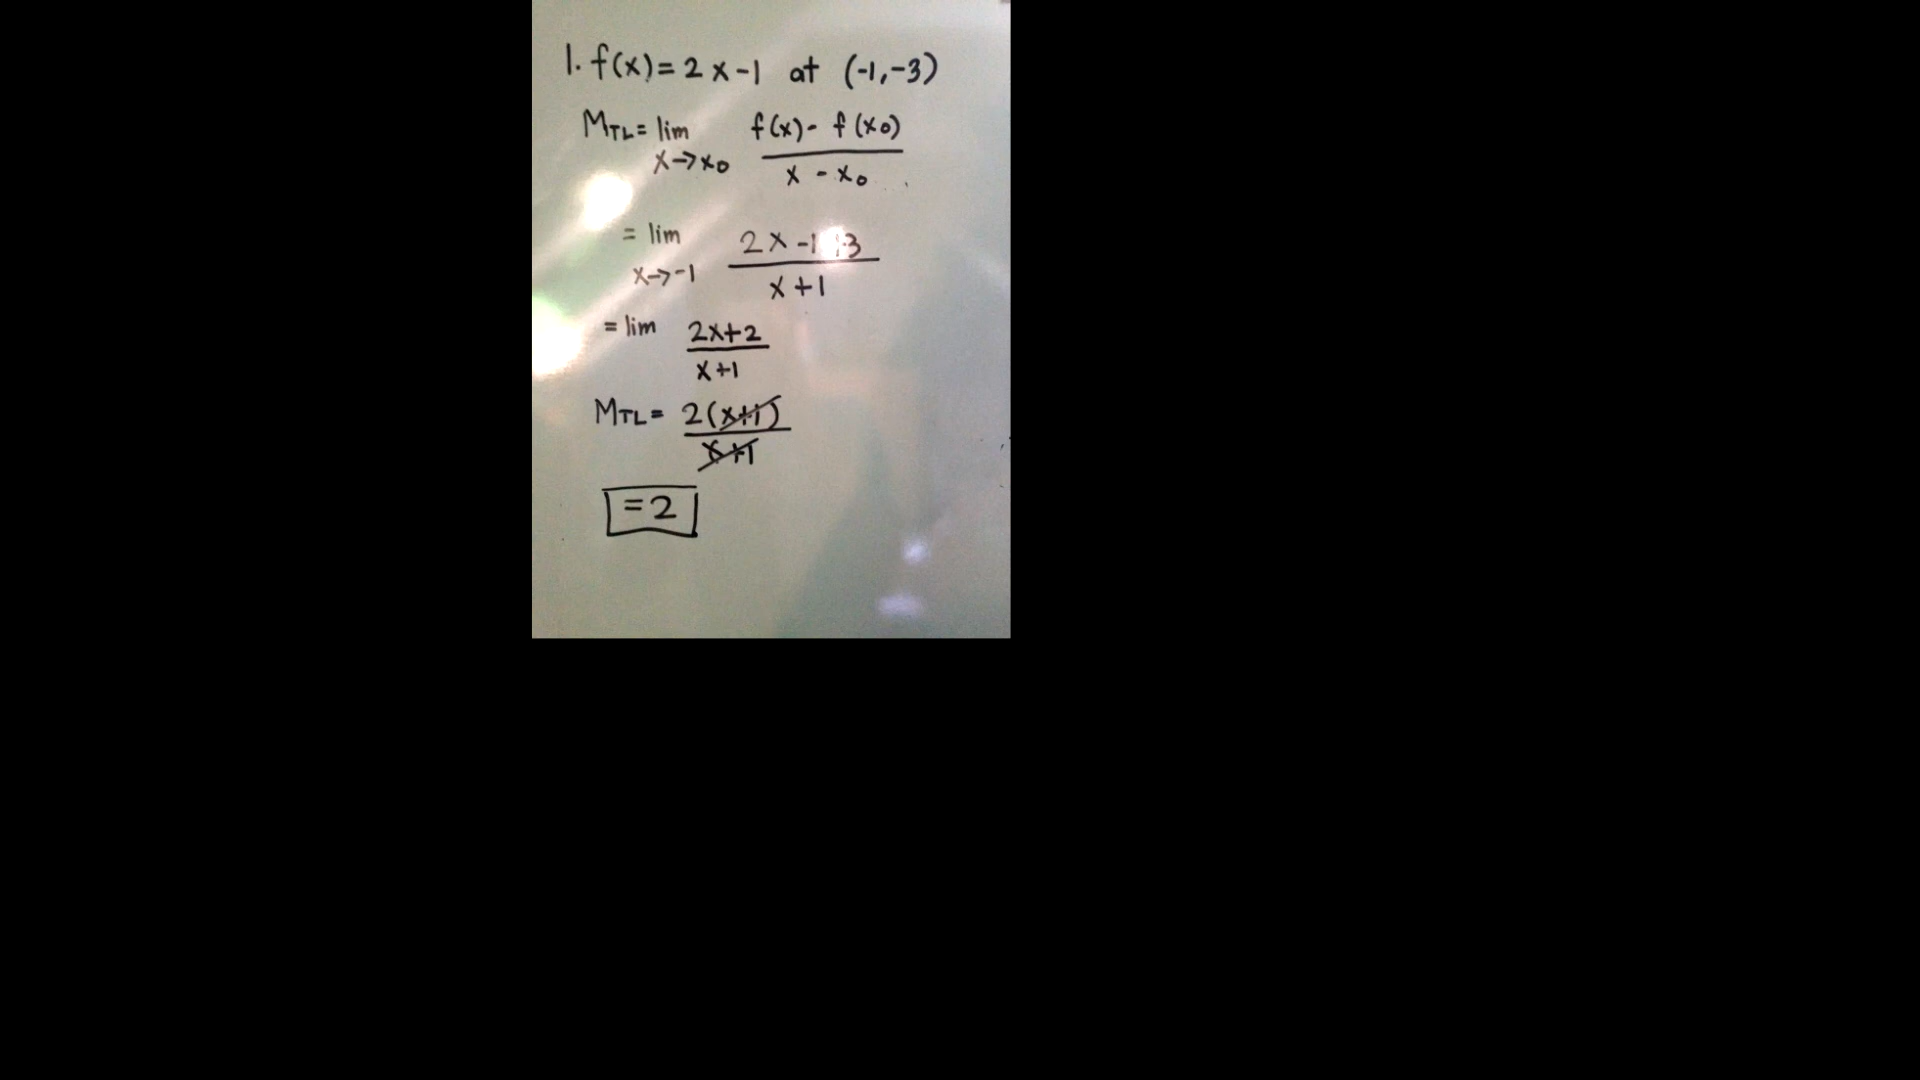 1. f(x) = 2x-1 at (-1,-3)
MTL = lim f(x) - f(x0)
x→x0 x - x0
= lim 2x-1+3
x→-1 x+1
= lim 2x+2
x+1
MTL = 2(x+1)
x+1
=2